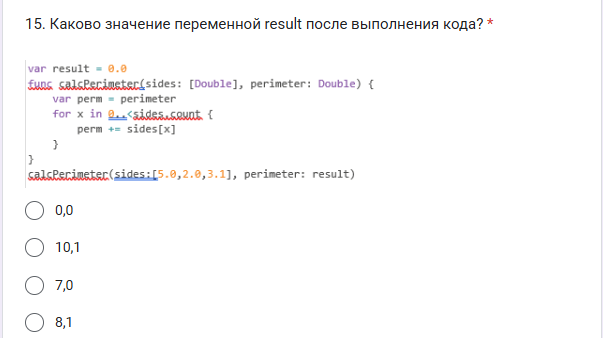 15. Каково значение переменной result после выполнения кода? *
var result = 0.0
func calcPerimeter(sides: [Double], perimeter: Double) {
var perm = perimeter
for x in 0..<sides.count {
perm += sides[x]
}
}
calcPerimeter(sides:[5.0,2.0,3.1], perimeter: result)
0,0
10,1
7,0
8,1